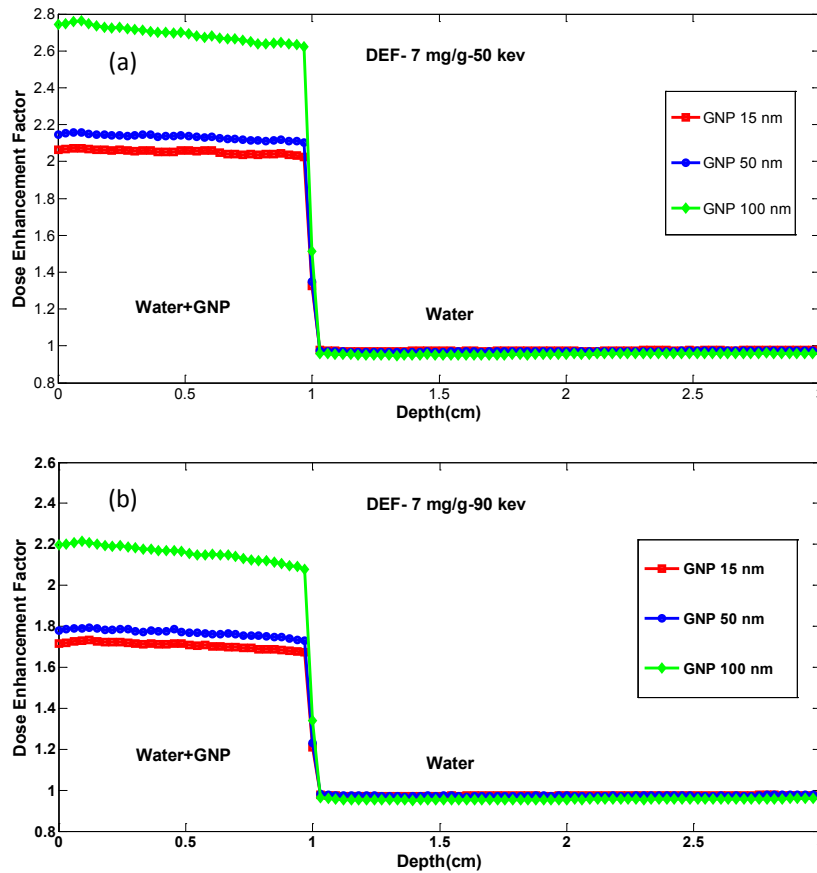 2.8
2.6
2.4
2.2
2
1.8
1.6
1.4
1.2
1
0.8
Dose Enhancement Factor
(a)
DEF- 7 mg/g-50 kev
GNP 15 nm
GNP 50 nm
GNP 100 nm
Water+GNP
Water
0 0.5 1 1.5 2 2.5 3
Depth(cm)
2.6
2.4
2.2
2
1.8
1.6
1.4
1.2
1
0.8
Dose Enhancement Factor
(b)
DEF- 7 mg/g-90 kev
GNP 15 nm
GNP 50 nm
GNP 100 nm
Water+GNP
Water
0 0.5 1 1.5 2 2.5
Depth(cm)